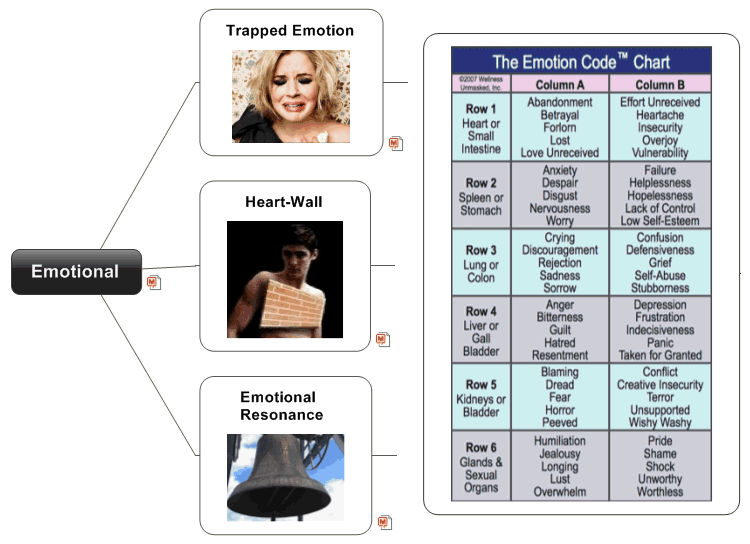 Emotional
Trapped Emotion
Heart-Wall
Emotional
Resonance
The Emotion Code™ Chart
©2007 Wellness
Unmasked, Inc.
Column A
Column B
Row 1
Heart or
Small
Intestine
Abandonment
Betrayal
Forlorn
Lost
Love Unreceived
Effort Unreceived
Heartache
Insecurity
Overjoy
Vulnerability
Row 2
Spleen or
Stomach
Anxiety
Despair
Disgust
Nervousness
Worry
Failure
Helplessness
Hopelessness
Lack of Control
Low Self-Esteem
Row 3
Lung or
Colon
Crying
Discouragement
Rejection
Sadness
Sorrow
Confusion
Defensiveness
Grief
Self-Abuse
Stubborness
Row 4
Liver or
Gall
Bladder
Anger
Bitterness
Guilt
Hatred
Resentment
Depression
Frustration
Indecisiveness
Panic
Taken for Granted
Row 5
Kidneys or
Bladder
Blaming
Dread
Fear
Horror
Peeved
Conflict
Creative Insecurity
Terror
Unsupported
Wishy Washy
Row 6
Glands &
Sexual
Organs
Humiliation
Jealousy
Longing
Lust
Overwhelm
Pride
Shame
Shock
Unworthy
Worthless